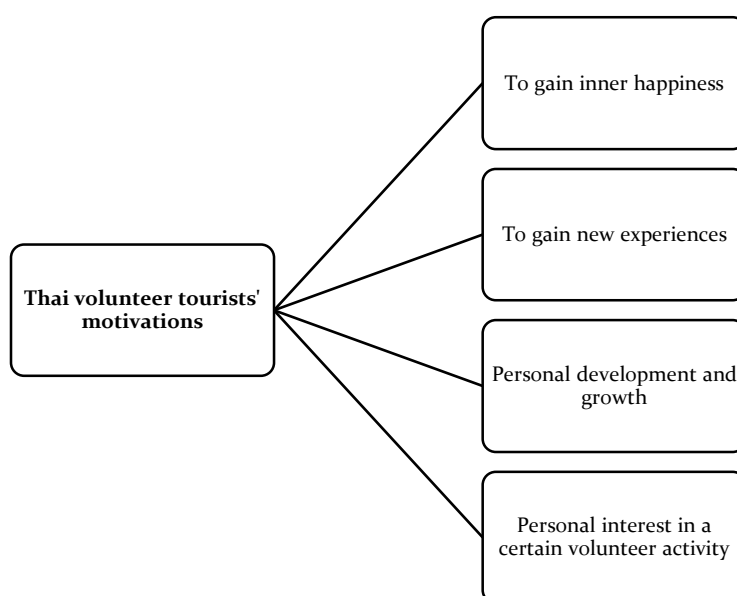 To gain inner happiness
To gain new experiences
Thai volunteer tourists'
motivations
Personal development and
growth
Personal interest in a
certain volunteer activity